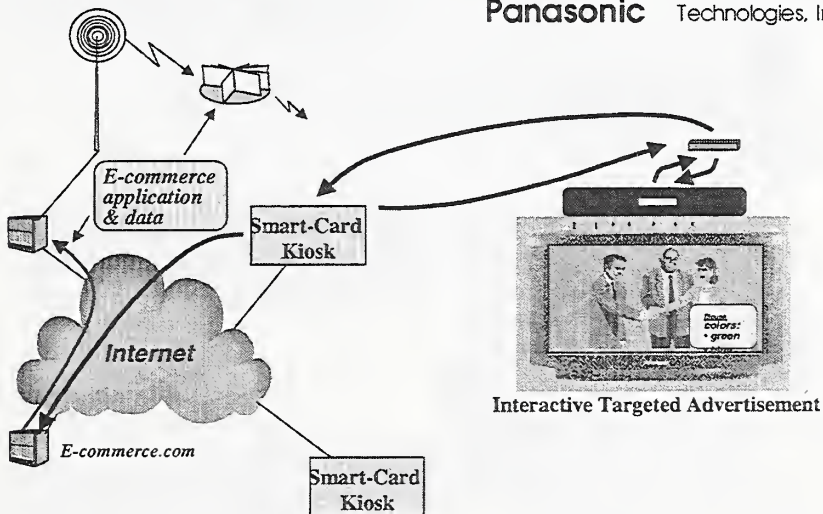 Panasonic Technologies,
E-commerce
application
& data
Smart-Card
Kiosk
Internet
colors:
• green
Interactive Targeted Advertisement
E-commerce.com
Smart-Card
Kiosk